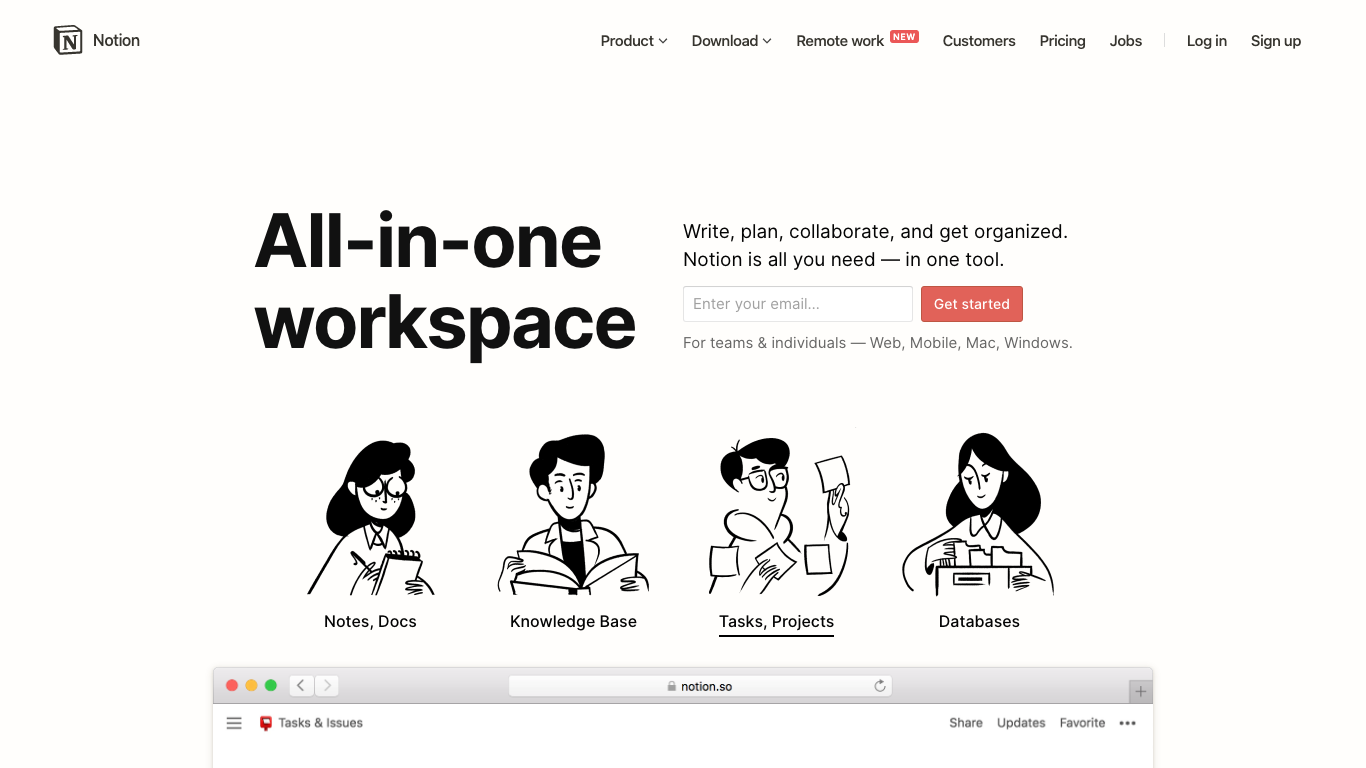 Notion
Product Download Remote work NEW Customers Pricing Jobs Log in Sign up
All-in-one
workspace
Write, plan, collaborate, and get organized.
Notion is all you need — in one tool.
Enter your email... Get started
For teams & individuals — Web, Mobile, Mac, Windows.
Notes, Docs
Knowledge Base
Tasks, Projects
Databases
notion.so
Tasks & Issues
Share Updates Favorite •••